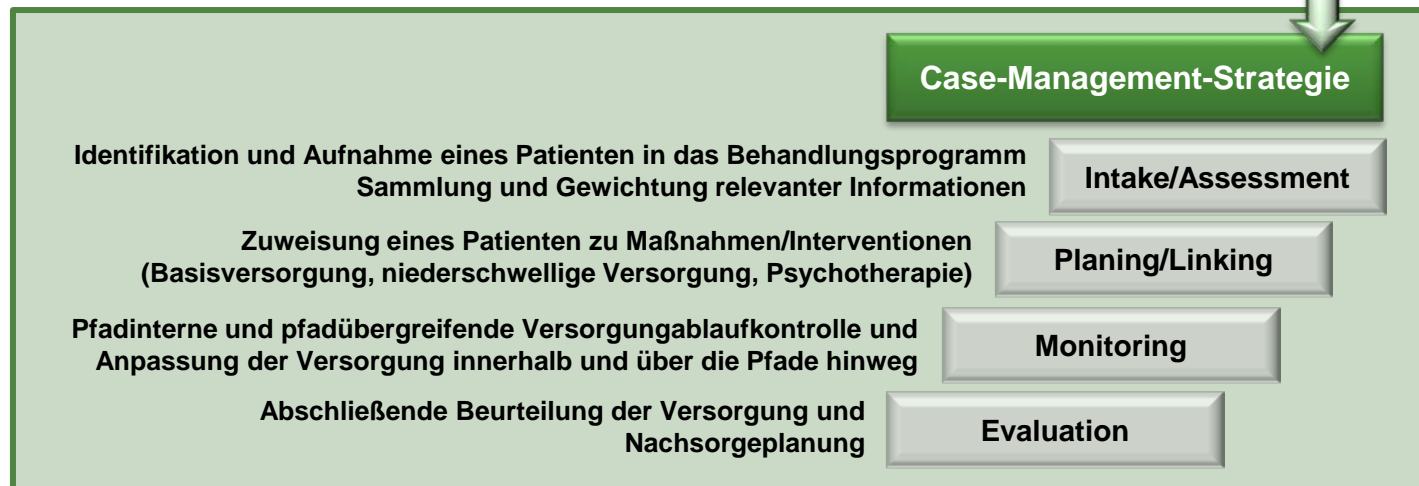 Case-Management-Strategie
Identifikation und Aufnahme eines Patienten in das Behandlungsprogramm
Sammlung und Gewichtung relevanter Informationen
Intake/Assessment
Zuweisung eines Patienten zu Maßnahmen/Interventionen
(Basisversorgung, niederschwellige Versorgung, Psychotherapie)
Planing/Linking
Pfadinterne und pfadübergreifende Versorgungablaufkontrolle und
Anpassung der Versorgung innerhalb und über die Pfade hinweg
Monitoring
Abschließende Beurteilung der Versorgung und
Nachsorgeplanung
Evaluation